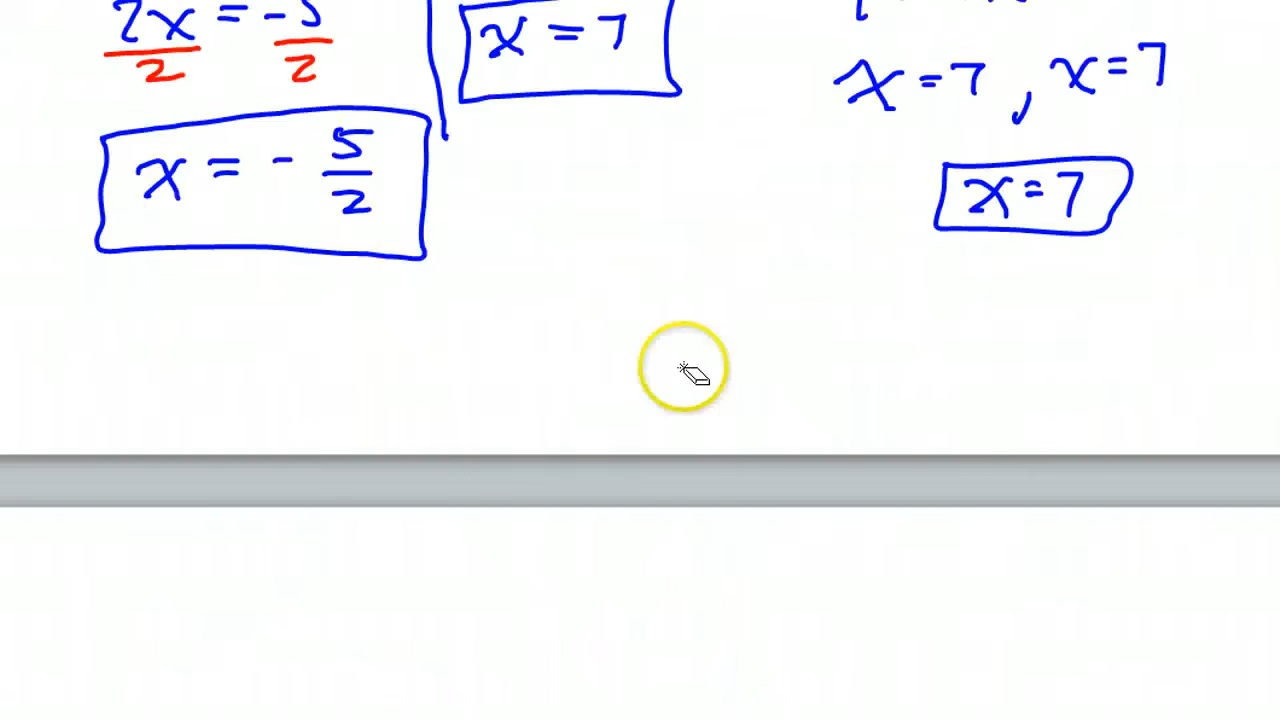 2x = -5
2 2
x = - 5/2
x = 7
x = 7 , x = 7
x = 7